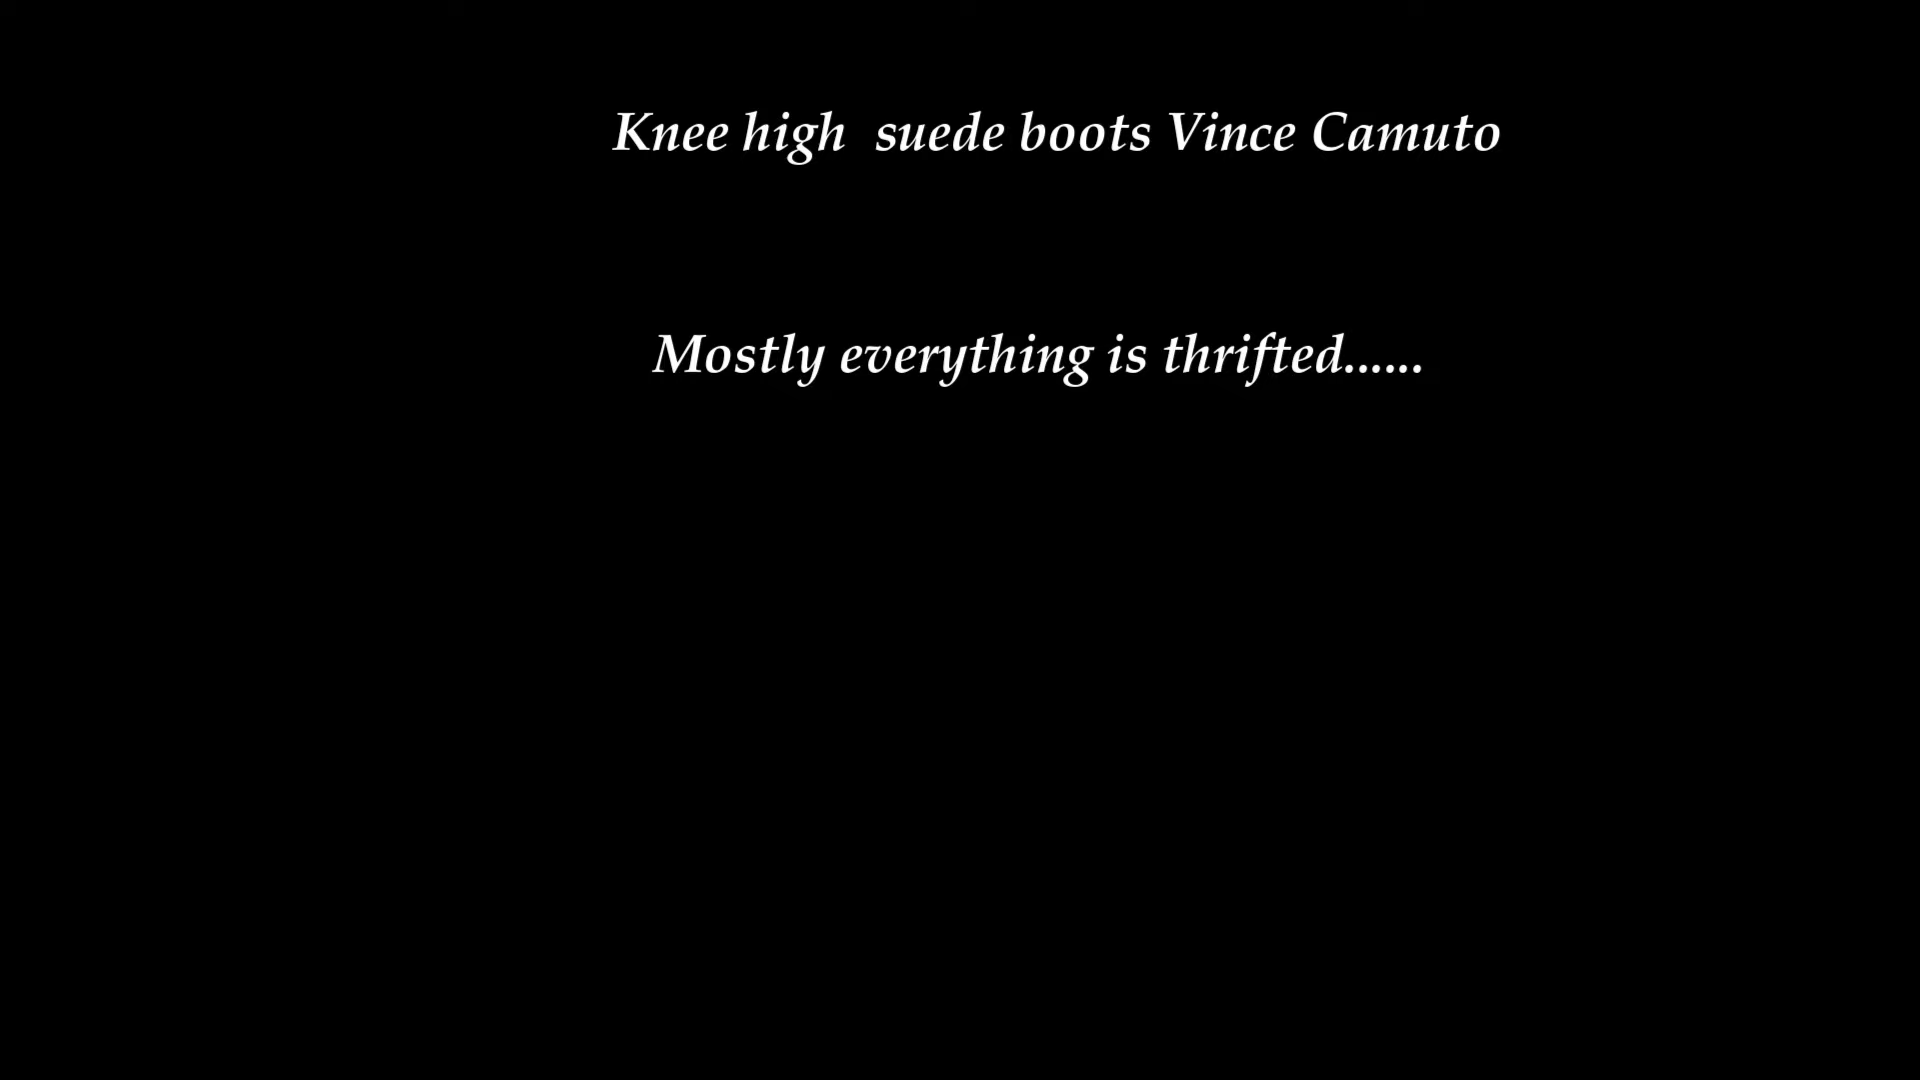 Knee high  suede boots Vince Camuto
Mostly everything is thrifted......